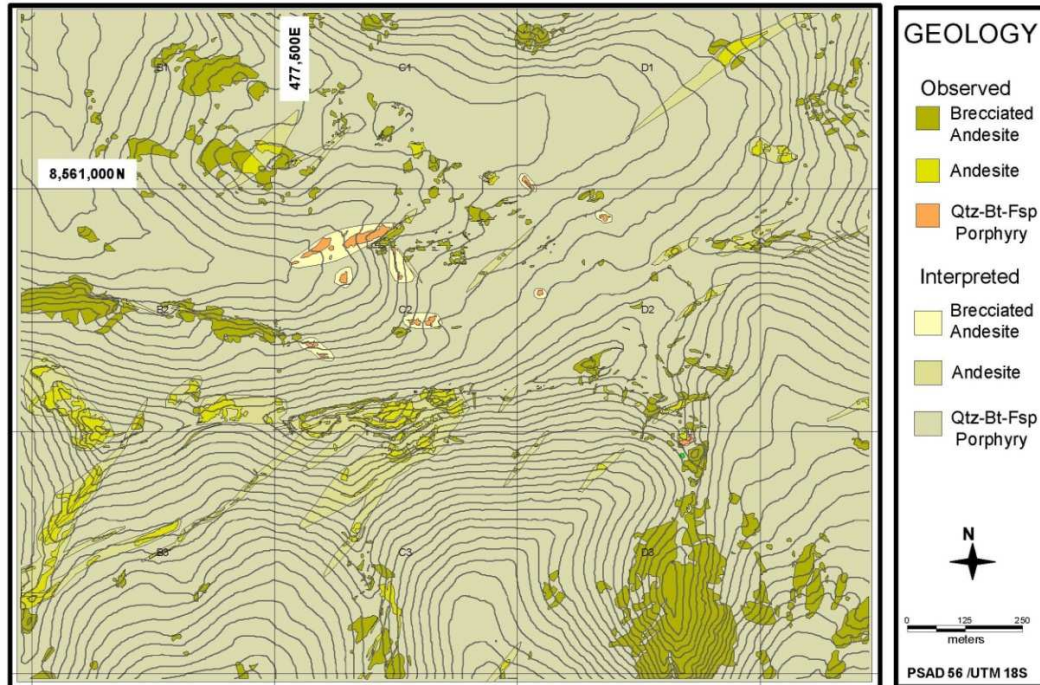 GEOLOGY
Observed
Brecciated
Andesite
Andesite
Qtz-Bt-Fsp
Porphyry
Interpreted
Brecciated
Andesite
Andesite
Qtz-Bt-Fsp
Porphyry
N
0 125 250
meters
PSAD 56 /UTM 18S
477,500E
8,561,000N
B1
C1
D1
B2
C2
D2
B3
C3
D3